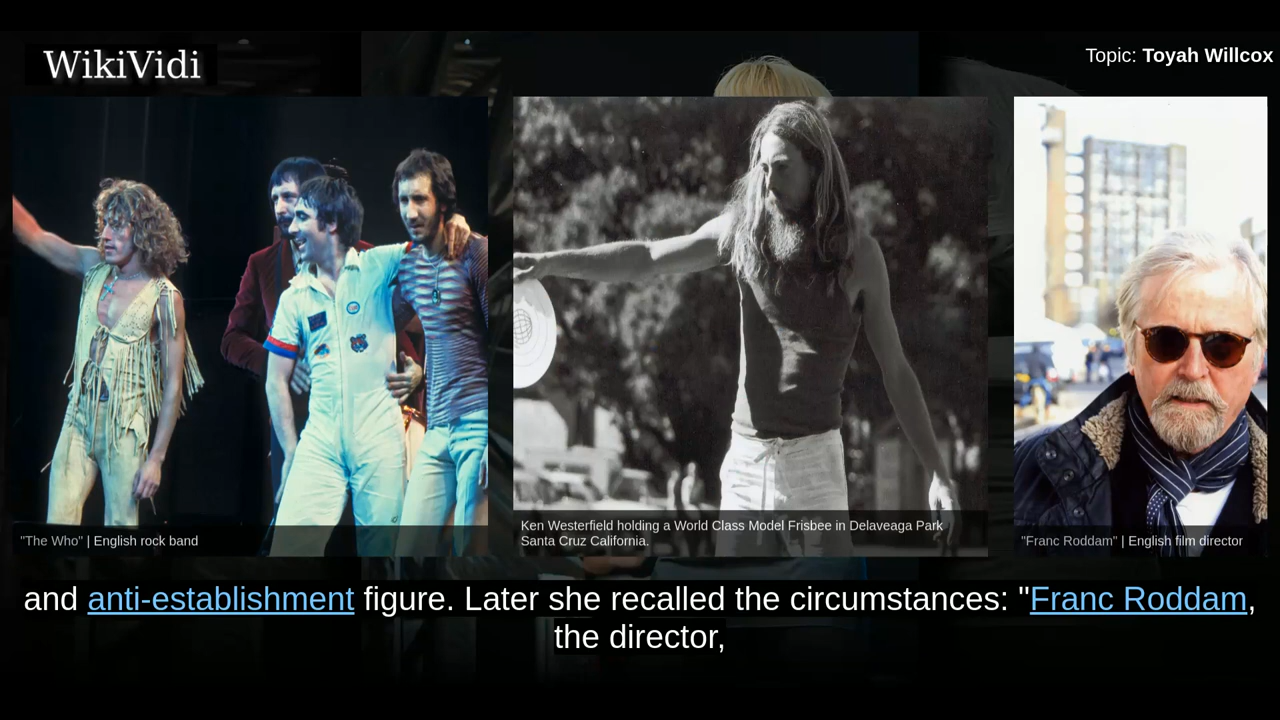 WikiVidi
Topic: Toyah Willcox
"The Who" | English rock band
Ken Westerfield holding a World Class Model Frisbee in Delaveaga Park
Santa Cruz California.
"Franc Roddam" | English film director
and anti-establishment figure. Later she recalled the circumstances: "Franc Roddam,
the director,